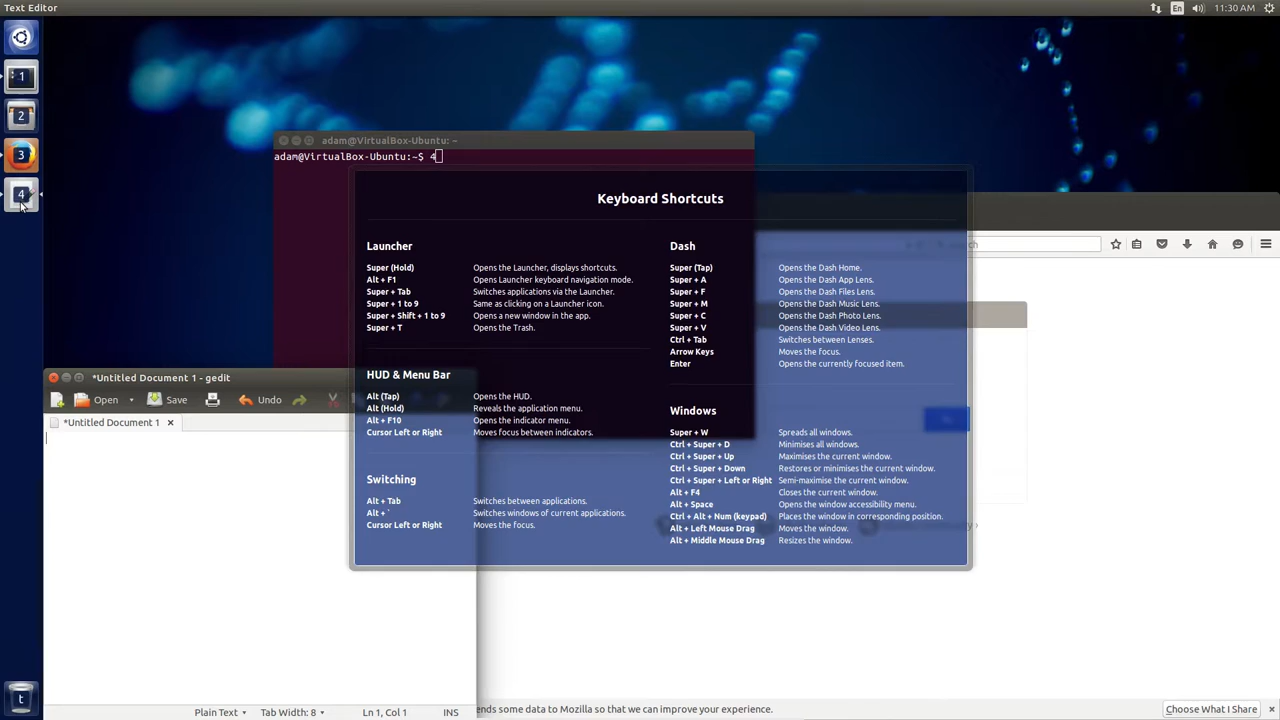 Text Editor
En
11:30 AM
1
2
3
4
t
adam@VirtualBox-Ubuntu: ~
adam@VirtualBox-Ubuntu:~$ 4
Keyboard Shortcuts
Launcher
Super (Hold) Opens the Launcher, displays shortcuts.
Alt + F1 Opens Launcher keyboard navigation mode.
Super + Tab Switches applications via the Launcher.
Super + 1 to 9 Same as clicking on a Launcher icon.
Super + Shift + 1 to 9 Opens a new window in the app.
Super + T Opens the Trash.
HUD & Menu Bar
Alt (Tap) Opens the HUD.
Alt (Hold) Reveals the application menu.
Alt + F10 Opens the indicator menu.
Cursor Left or Right Moves focus between indicators.
Switching
Alt + Tab Switches between applications.
Alt + ` Switches windows of current applications.
Cursor Left or Right Moves the focus.
Dash
Super (Tap) Opens the Dash Home.
Super + A Opens the Dash App Lens.
Super + F Opens the Dash Files Lens.
Super + M Opens the Dash Music Lens.
Super + C Opens the Dash Photo Lens.
Super + V Opens the Dash Video Lens.
Ctrl + Tab Switches between Lenses.
Arrow Keys Moves the focus.
Enter Opens the currently focused item.
Windows
Super + W Spreads all windows.
Ctrl + Super + D Minimises all windows.
Ctrl + Super + Up Maximises the current window.
Ctrl + Super + Down Restores or minimises the current window.
Ctrl + Super + Left or Right Semi-maximise the current window.
Alt + F4 Closes the current window.
Alt + Space Opens the window accessibility menu.
Ctrl + Alt + Num (keypad) Places the window in corresponding position.
Alt + Left Mouse Drag Moves the window.
Alt + Middle Mouse Drag Resizes the window.
*Untitled Document 1 - gedit
Open Save Undo
*Untitled Document 1
Plain Text Tab Width: 8 Ln 1, Col 1 INS
ends some data to Mozilla so that we can improve your experience.
Choose What I Share